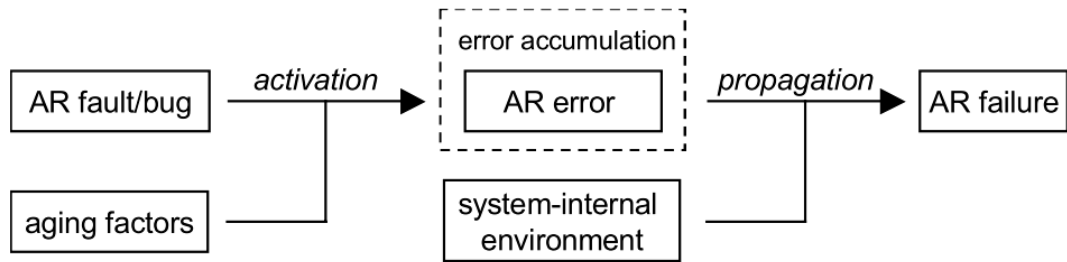 error accumulation
activation
propagation
AR fault/bug
AR error
AR failure
aging factors
system-internal
environment